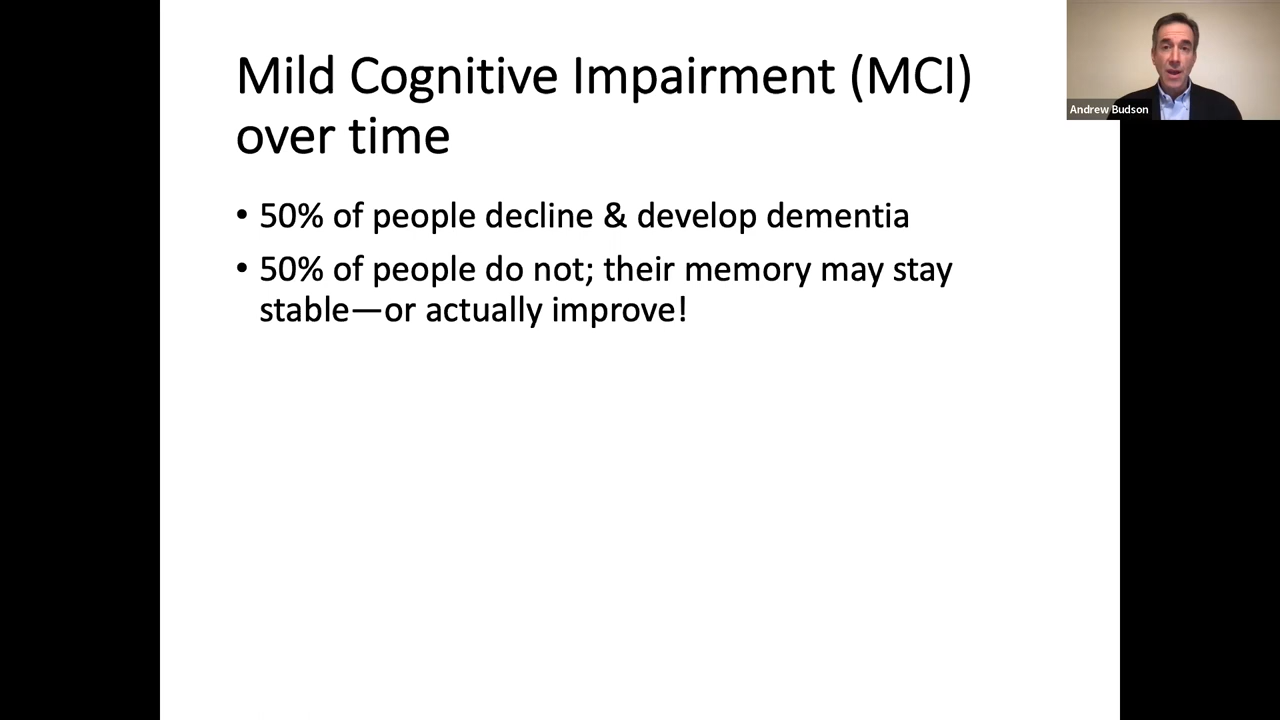 Mild Cognitive Impairment (MCI)
over time
• 50% of people decline & develop dementia
• 50% of people do not; their memory may stay
stable—or actually improve!
Andrew Budson